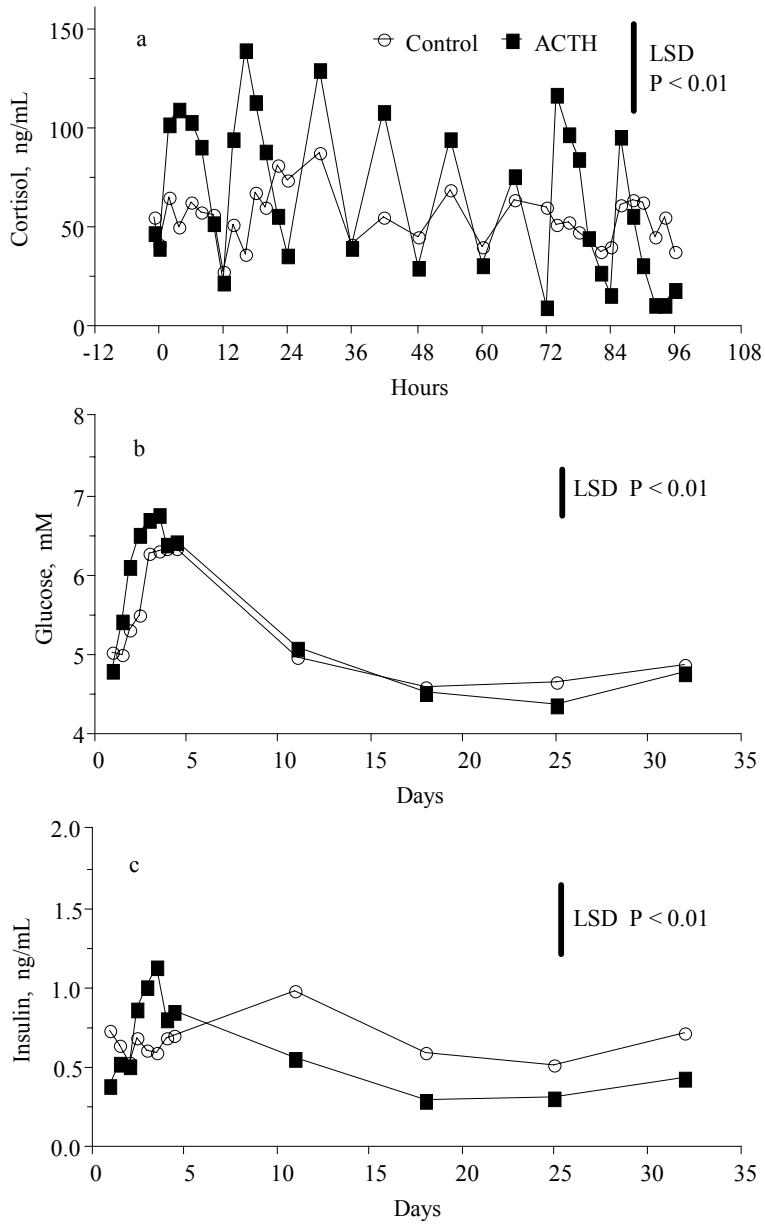 150
a
Control
ACTH
LSD
P < 0.01
100
50
0
Cortisol, ng/mL
-12 0 12 24 36 48 60 72 84 96 108
Hours
8
b
7
LSD P < 0.01
6
5
4
Glucose, mM
0 5 10 15 20 25 30 35
Days
2.0
c
1.5
LSD P < 0.01
1.0
0.5
0.0
Insulin, ng/mL
0 5 10 15 20 25 30 35
Days